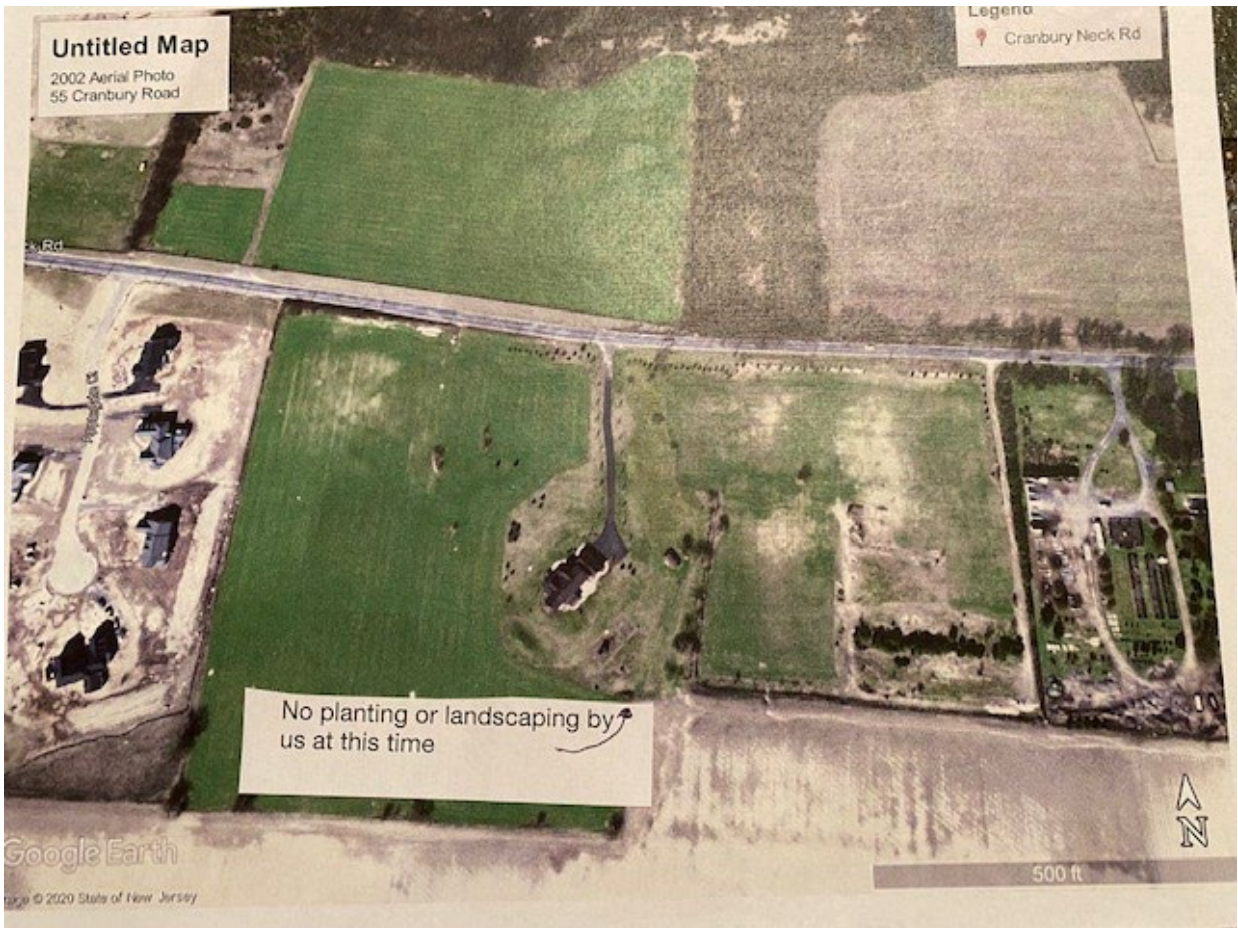 Untitled Map
2002 Aerial Photo
55 Cranbury Road
Legend
Cranbury Neck Rd
Rd
No planting or landscaping by
us at this time
N
500 ft
Google Earth
© 2020 State of New Jersey